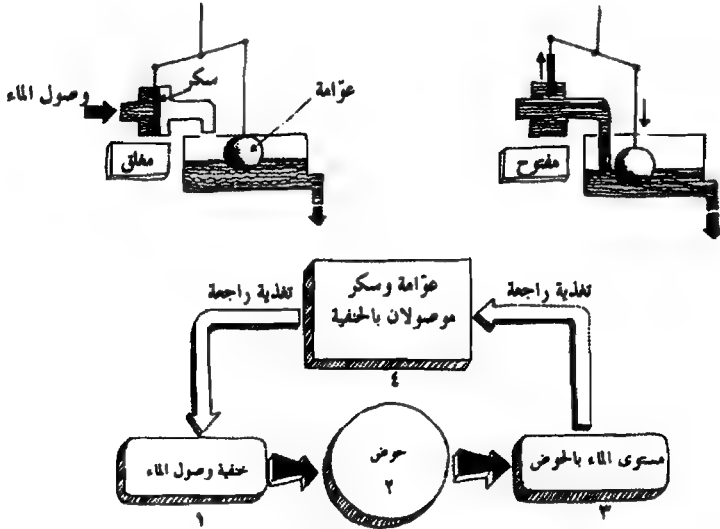 سكر
وصول الماء
عوّامة
مغلق
مفتوح
تغذية راجعة
عوّامة وسكر
موصولان بالحنفية
٤
تغذية راجعة
حنفية وصول الماء
١
حوض
٢
مستوى الماء بالحوض
٣